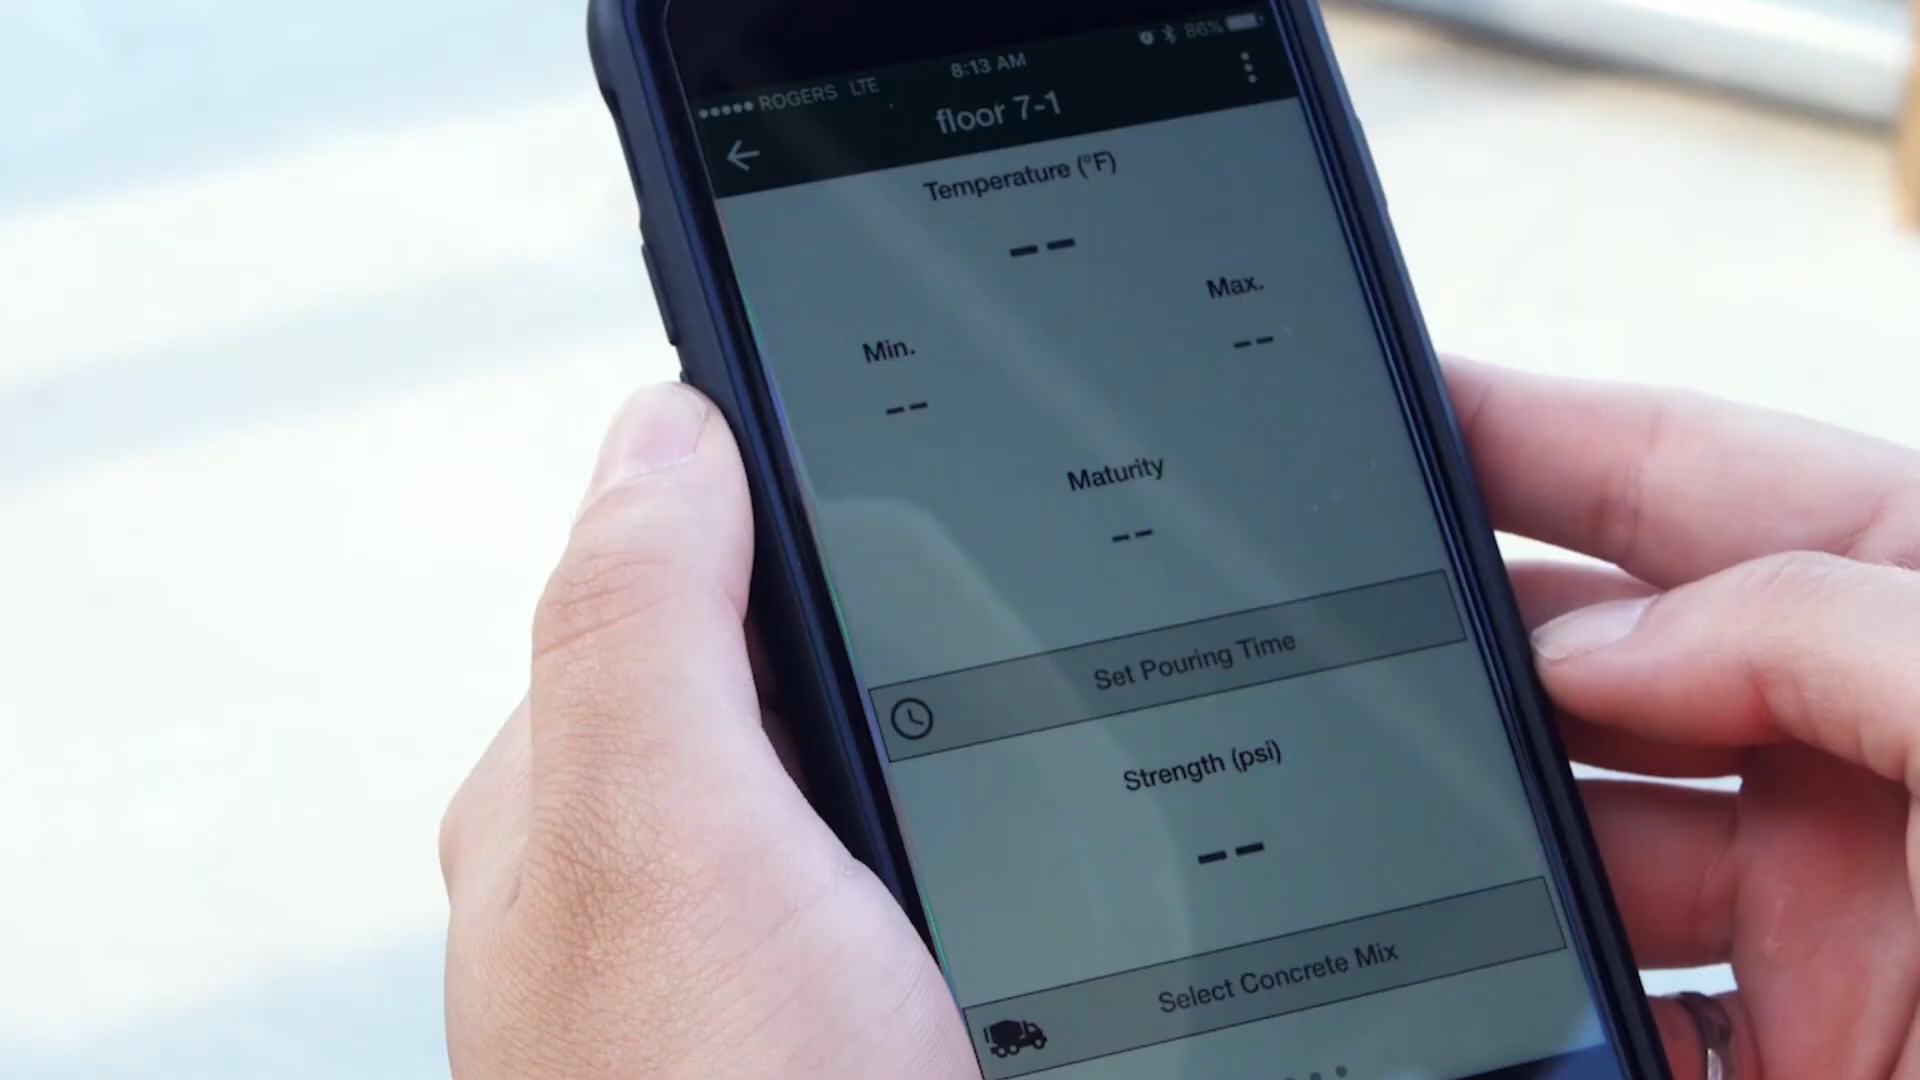 ROGERS LTE 8:13 AM 86%
floor 7-1
Temperature (°F)
--
Min. Max.
-- --
Maturity
--
Set Pouring Time
Strength (psi)
--
Select Concrete Mix